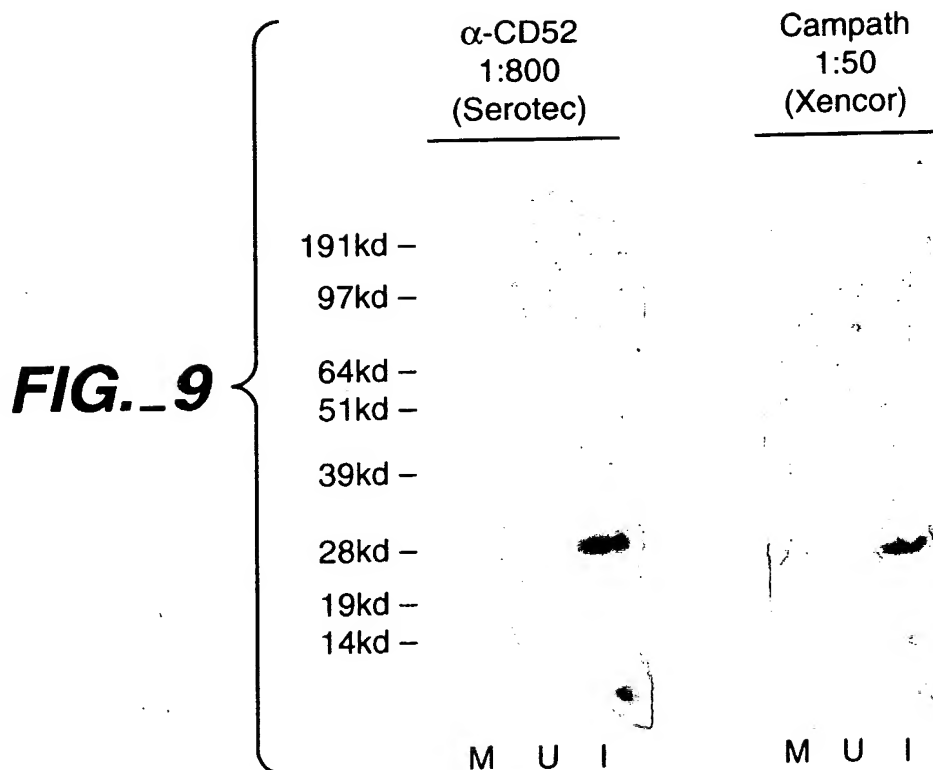 α-CD52
1:800
(Serotec)
Campath
1:50
(Xencor)
191kd –
97kd –
64kd –
51kd –
39kd –
28kd –
19kd –
14kd –
FIG._9
M U I
M U I